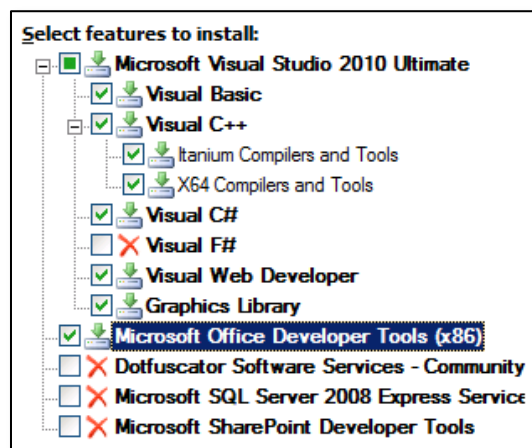 Select features to install:
Microsoft Visual Studio 2010 Ultimate
Visual Basic
Visual C++
Itanium Compilers and Tools
X64 Compilers and Tools
Visual C#
Visual F#
Visual Web Developer
Graphics Library
Microsoft Office Developer Tools (x86)
Dotfuscator Software Services - Community
Microsoft SQL Server 2008 Express Service
Microsoft SharePoint Developer Tools